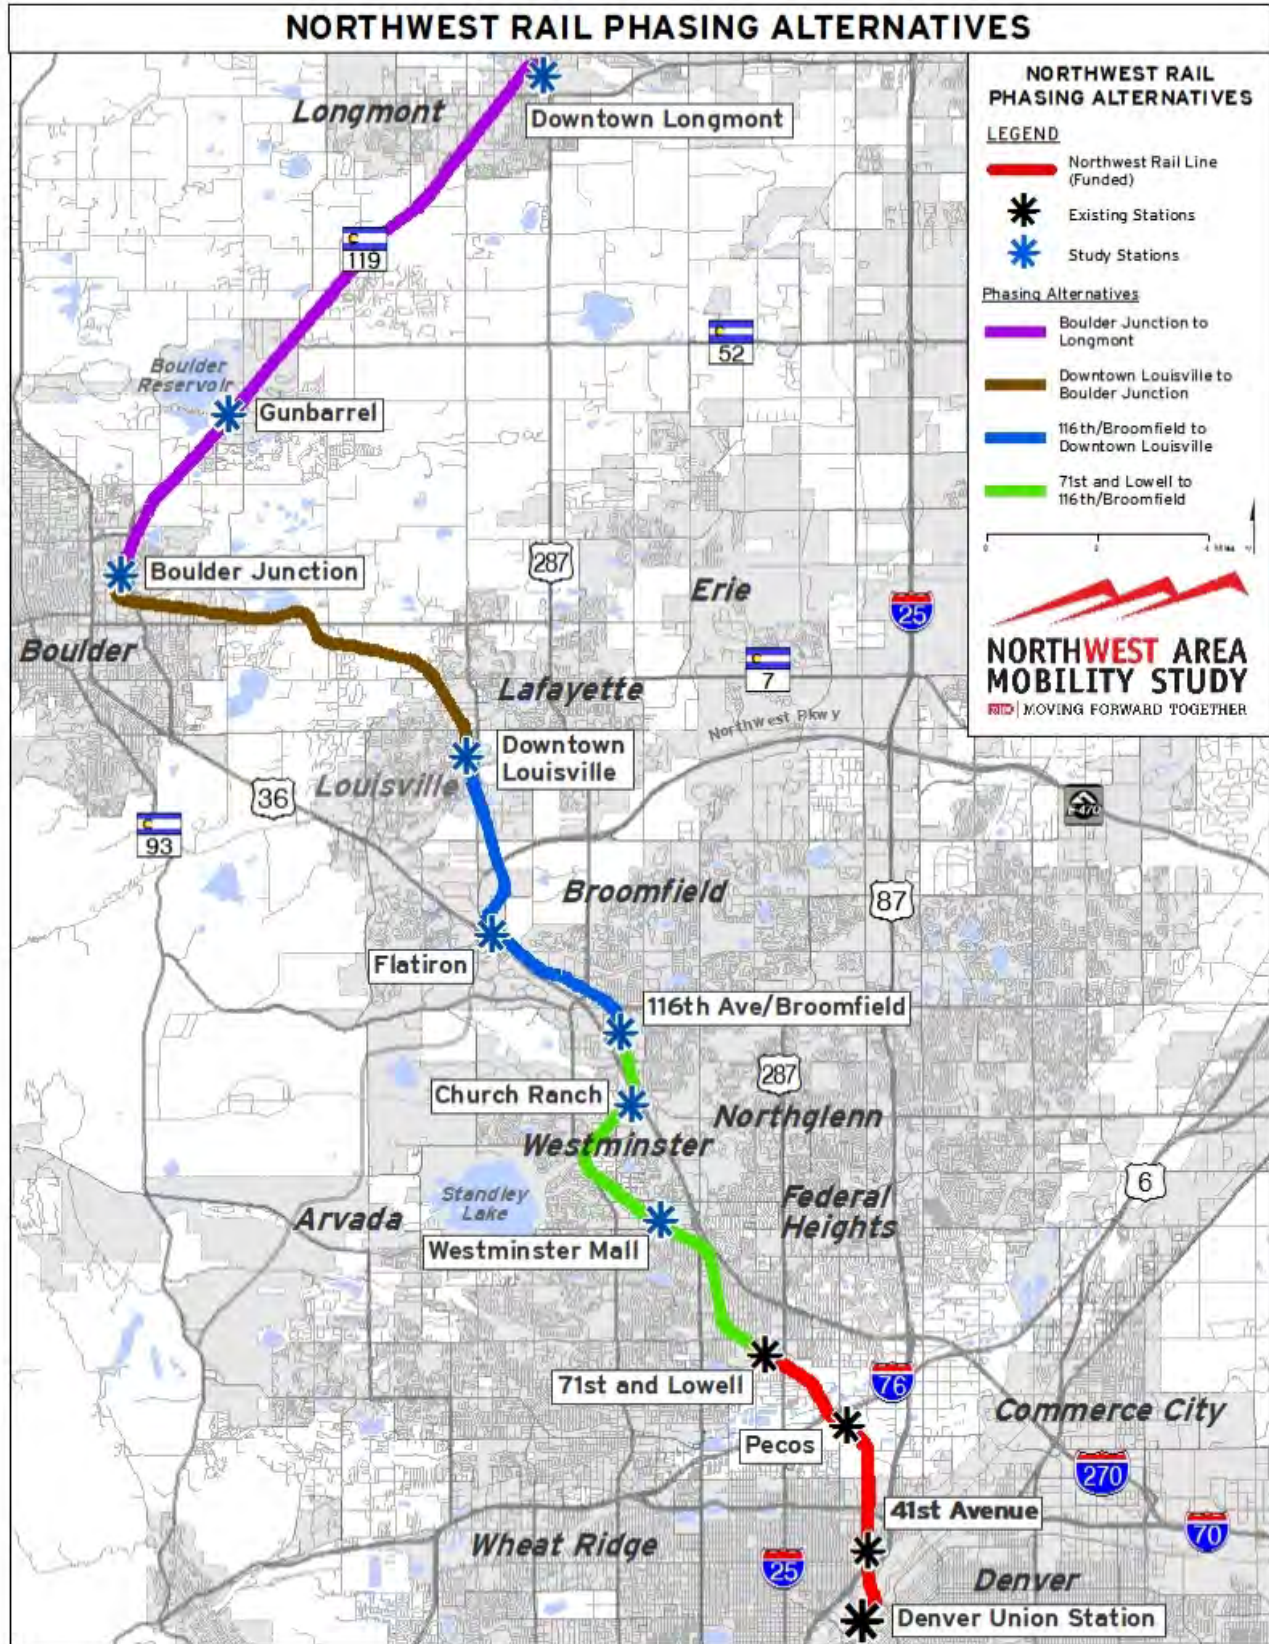 NORTHWEST RAIL PHASING ALTERNATIVES
NORTHWEST RAIL
PHASING ALTERNATIVES
LEGEND
Northwest Rail Line
(Funded)
Existing Stations
Study Stations
Phasing Alternatives
Boulder Junction to
Longmont
Downtown Louisville to
Boulder Junction
116th/Broomfield to
Downtown Louisville
71st and Lowell to
116th/Broomfield
NORTHWEST AREA
MOBILITY STUDY
RTD | MOVING FORWARD TOGETHER
Longmont
Downtown Longmont
119
52
Boulder
Reservoir
Gunbarrel
Boulder Junction
287
Erie
25
Boulder
Lafayette
7
Northwest Pkwy
Downtown
Louisville
Louisville
36
E-470
93
Broomfield
87
Flatiron
116th Ave/Broomfield
287
Church Ranch
Northglenn
Westminster
6
Standley
Lake
Federal
Heights
Arvada
Westminster Mall
71st and Lowell
76
Commerce City
Pecos
270
41st Avenue
70
Wheat Ridge
25
Denver
Denver Union Station